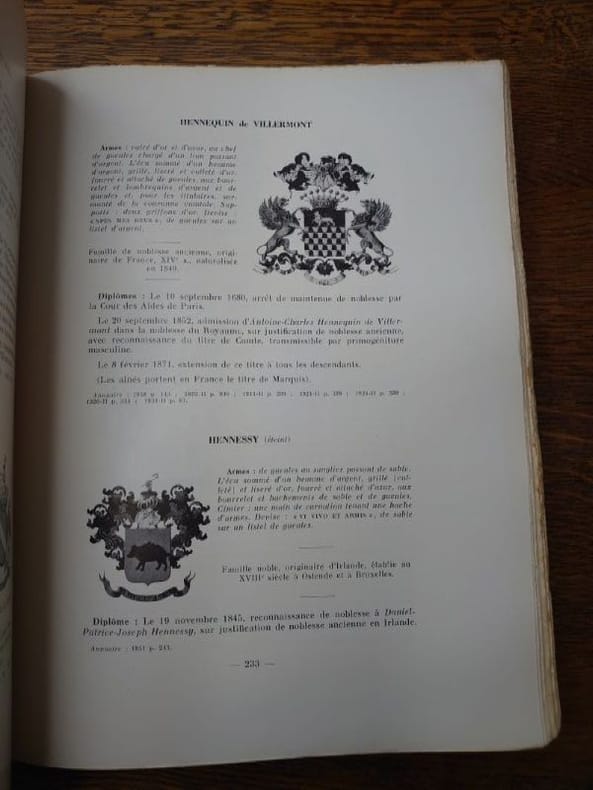 HENNEQUIN de VILLERMONT
Armes : vairé d'or et d'azur, au chef
de gueules chargé d'un lion passant
d'argent. L'écu sommé d'un heaume
d'argent, grillé, liseré et colleté d'or,
fourré et attaché de gueules, aux bour-
relet et lambrequins d'argent et de
gueules et, pour les titulaires, sur-
monté de la couronne comtale. Sup-
ports : deux griffons d'or. Devise :
de gueules sur un
listel d'argent.
Famille de noblesse ancienne, origi-
naire de France, XIVe s., naturalisée
en 1849.
Diplômes : Le 10 septembre 1680, arrêt de maintenue de noblesse par
la Cour des Aides de Paris.
Le 20 septembre 1852, admission d'Antoine-Charles Hennequin de Viller-
mont dans la noblesse du Royaume, sur justification de noblesse ancienne,
avec reconnaissance du titre de Comte, transmissible par primogéniture
masculine.
Le 8 février 1871, extension de ce titre à tous les descendants.
(Les aînés portent en France le titre de Marquis).
Annuaire :
HENNESSY (éteint)
Armes : de gueules au sanglier passant de sable.
L'écu sommé d'un heaume d'argent, grillé [col-
leté] et liseré d'or, fourré et attaché d'azur, aux
bourrelet et hachements de sable et de gueules.
Cimier : une main de carnation tenant une hache
d'armes. Devise : « VI VIVO ET ARMIS », de sable
sur un listel de gueules.
Famille noble, originaire d'Irlande, établie au
XVIIIe siècle à Ostende et à Bruxelles.
Diplôme : Le 19 novembre 1845, reconnaissance de noblesse à Daniel-
Patrice-Joseph Hennessy, sur justification de noblesse ancienne en Irlande.
Annuaire : 1851 p. 241.
— 233 —